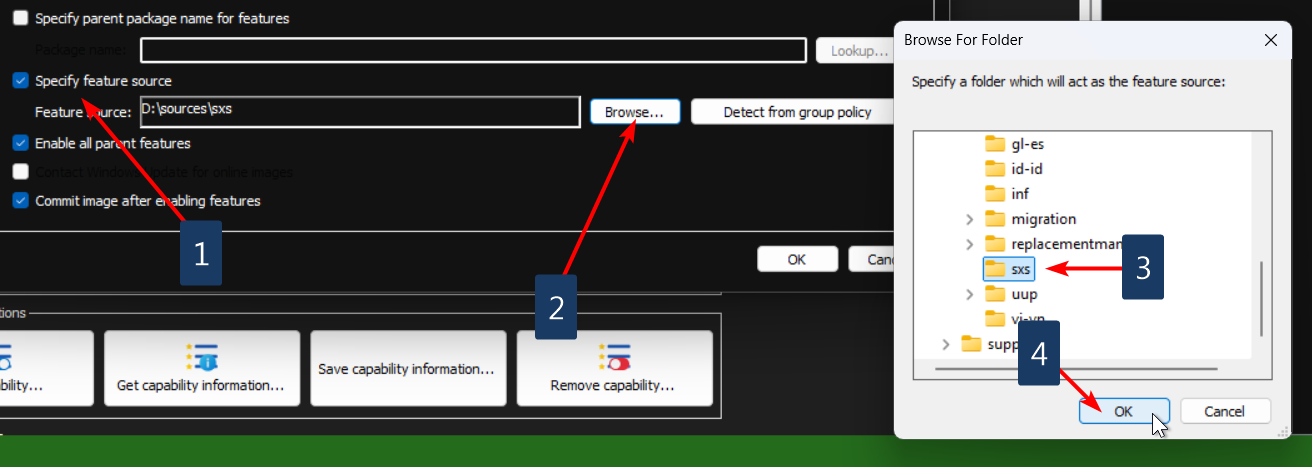 Specify parent package name for features
Package name:
Lookup...
Specify feature source
Feature source:
D:\sources\sxs
Browse...
Detect from group policy
Enable all parent features
Contact Windows Update for online images
Commit image after enabling features
1
2
OK
Canc
tions
bility...
Get capability information...
Save capability information...
Remove capability...
Browse For Folder
Specify a folder which will act as the feature source:
gl-es
id-id
inf
migration
replacementman
sxs
3
uup
vi-vn
supp
4
OK
Cancel